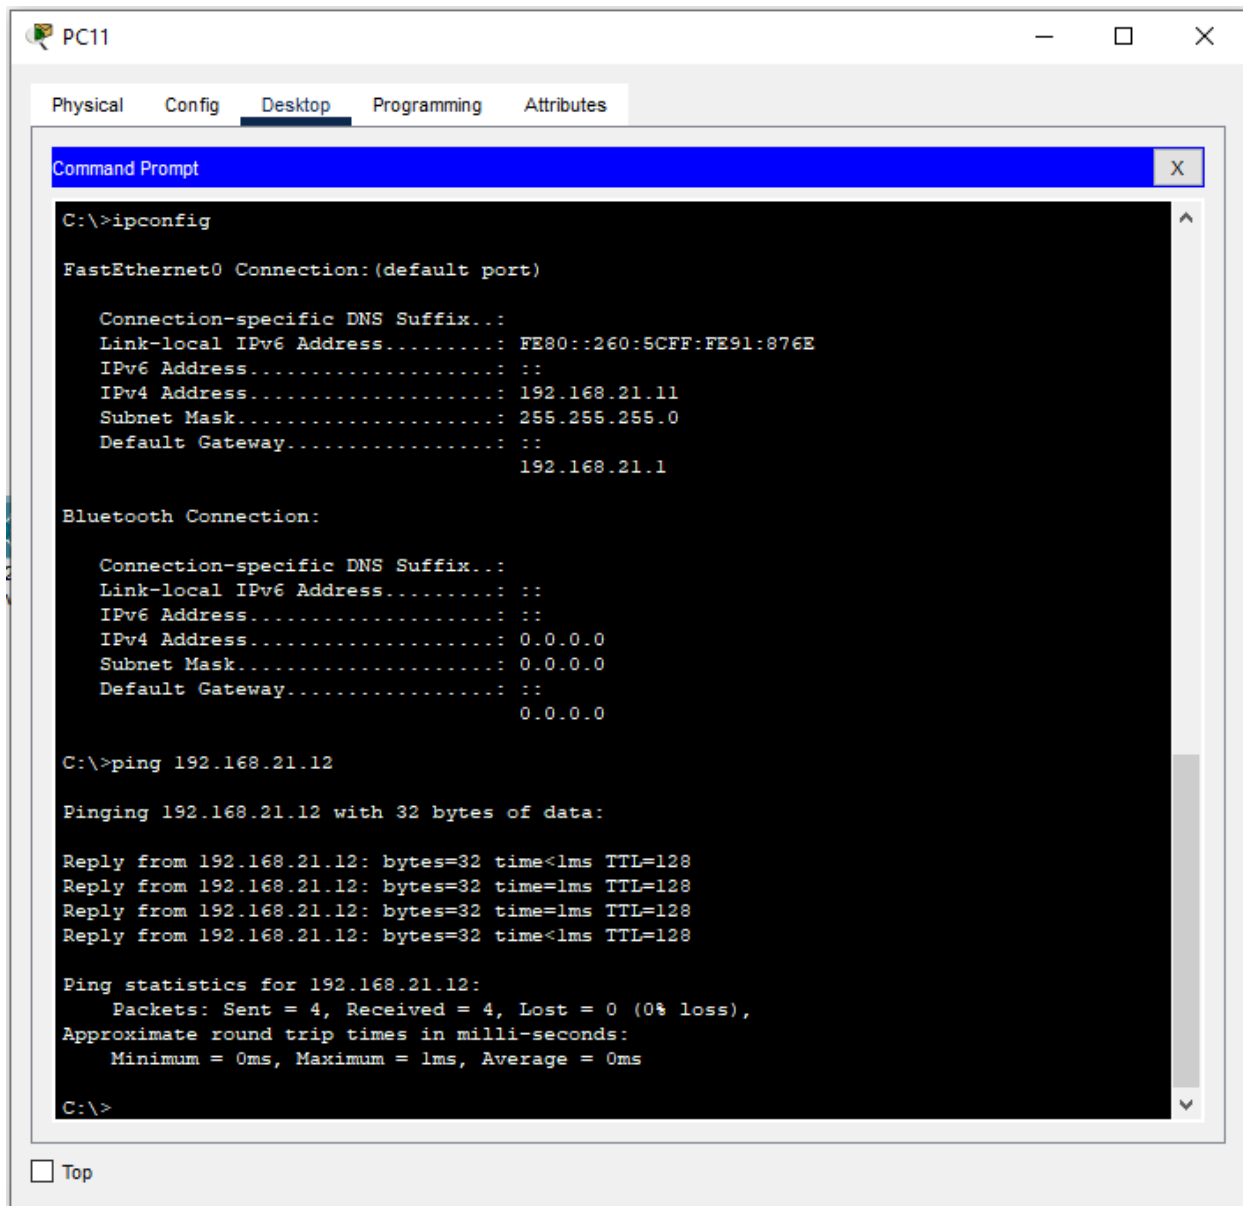 PC11
Physical Config Desktop Programming Attributes
Command Prompt
X
C:\>ipconfig
FastEthernet0 Connection:(default port)
Connection-specific DNS Suffix..:
Link-local IPv6 Address.........: FE80::260:5CFF:FE91:876E
IPv6 Address....................: ::
IPv4 Address....................: 192.168.21.11
Subnet Mask.....................: 255.255.255.0
Default Gateway.................: ::
192.168.21.1
Bluetooth Connection:
Connection-specific DNS Suffix..:
Link-local IPv6 Address.........: ::
IPv6 Address....................: ::
IPv4 Address....................: 0.0.0.0
Subnet Mask.....................: 0.0.0.0
Default Gateway.................: ::
0.0.0.0
C:\>ping 192.168.21.12
Pinging 192.168.21.12 with 32 bytes of data:
Reply from 192.168.21.12: bytes=32 time<1ms TTL=128
Reply from 192.168.21.12: bytes=32 time=1ms TTL=128
Reply from 192.168.21.12: bytes=32 time=1ms TTL=128
Reply from 192.168.21.12: bytes=32 time<1ms TTL=128
Ping statistics for 192.168.21.12:
Packets: Sent = 4, Received = 4, Lost = 0 (0% loss),
Approximate round trip times in milli-seconds:
Minimum = 0ms, Maximum = 1ms, Average = 0ms
C:\>
Top